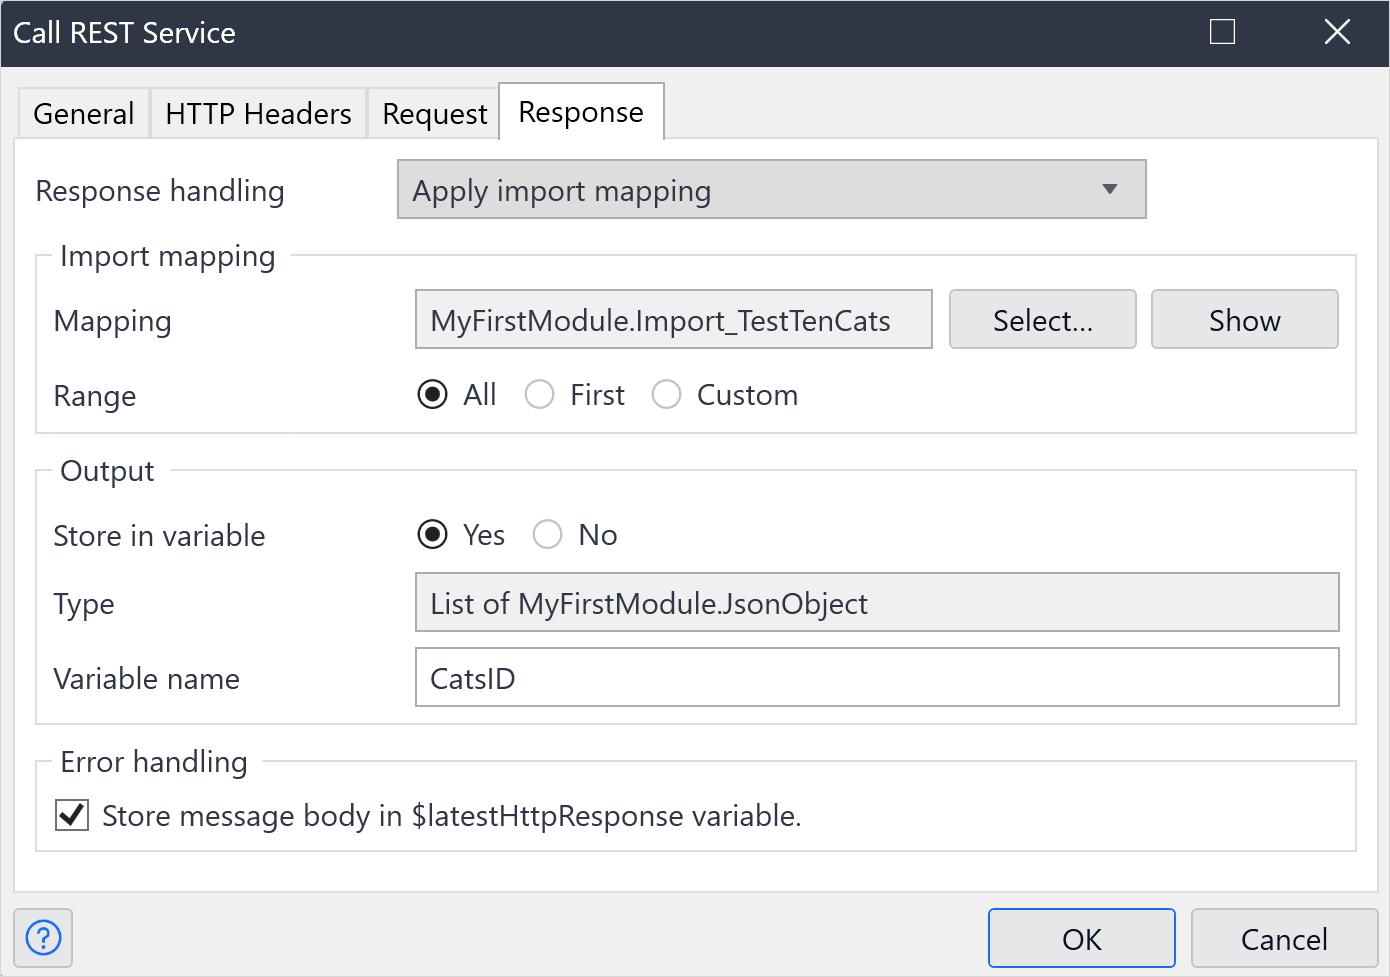 Call REST Service
General HTTP Headers Request Response
Response handling Apply import mapping
Import mapping
Mapping MyFirstModule.Import_TestTenCats Select... Show
Range All First Custom
Output
Store in variable Yes No
Type List of MyFirstModule.JsonObject
Variable name CatsID
Error handling
Store message body in $latestHttpResponse variable.
? OK Cancel